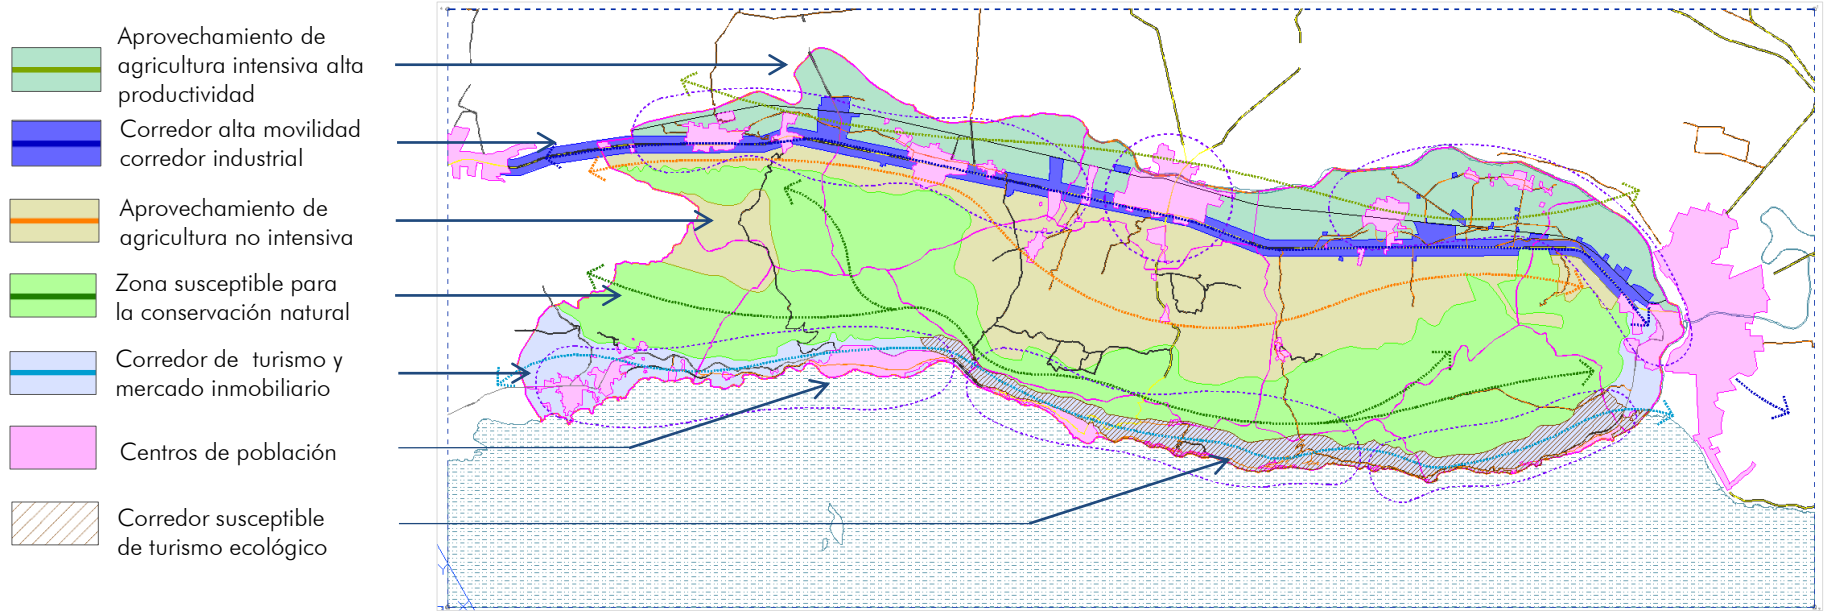 Aprovechamiento de
agricultura intensiva alta
productividad
Corredor alta movilidad
corredor industrial
Aprovechamiento de
agricultura no intensiva
Zona susceptible para
la conservación natural
Corredor de turismo y
mercado inmobiliario
Centros de población
Corredor susceptible
de turismo ecológico